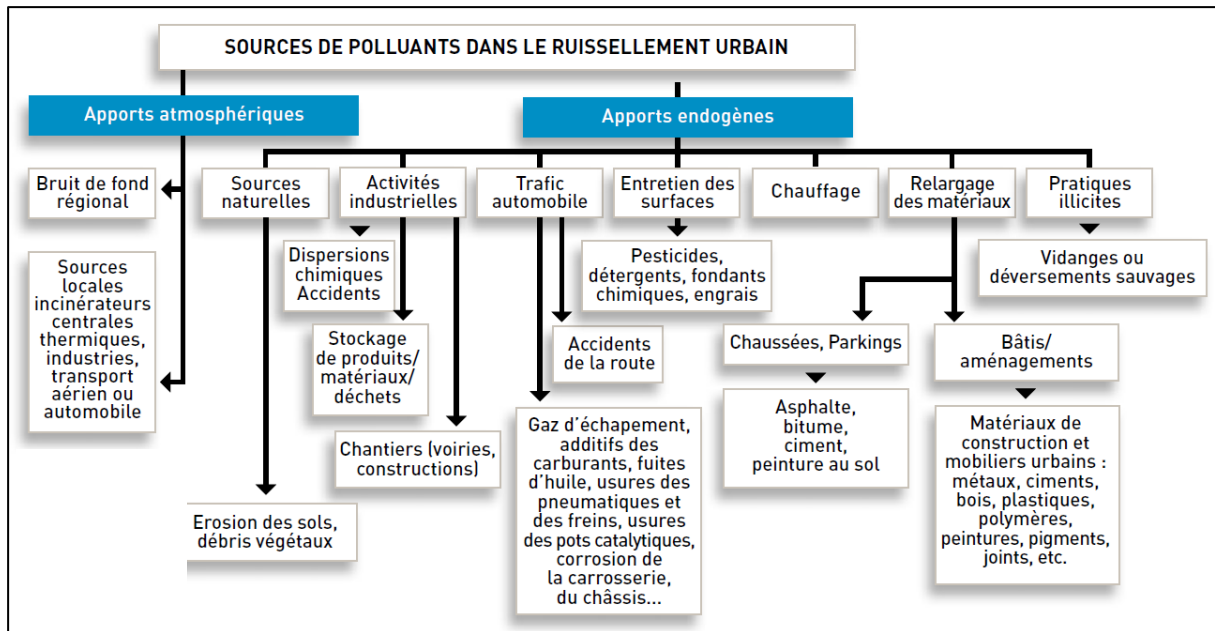 SOURCES DE POLLUANTS DANS LE RUISSELLEMENT URBAIN
Apports atmosphériques
Apports endogènes
Bruit de fond
régional
Sources
naturelles
Activités
industrielles
Trafic
automobile
Entretien des
surfaces
Chauffage
Relargage
des matériaux
Pratiques
illicites
Sources
locales
incinérateurs
centrales
thermiques,
industries,
transport
aérien ou
automobile
Dispersions
chimiques
Accidents
Pesticides,
détergents, fondants
chimiques, engrais
Vidanges ou
déversements sauvages
Stockage
de produits/
matériaux/
déchets
Accidents
de la route
Chaussées, Parkings
Bâtis/
aménagements
Chantiers (voiries,
constructions)
Gaz d'échapement,
additifs des
carburants, fuites
d'huile, usures des
pneumatiques et
des freins, usures
des pots catalytiques,
corrosion de
la carrosserie,
du châssis...
Asphalte,
bitume,
ciment,
peinture au sol
Matériaux de
construction et
mobiliers urbains :
métaux, ciments,
bois, plastiques,
polymères,
peintures, pigments,
joints, etc.
Erosion des sols,
débris végétaux